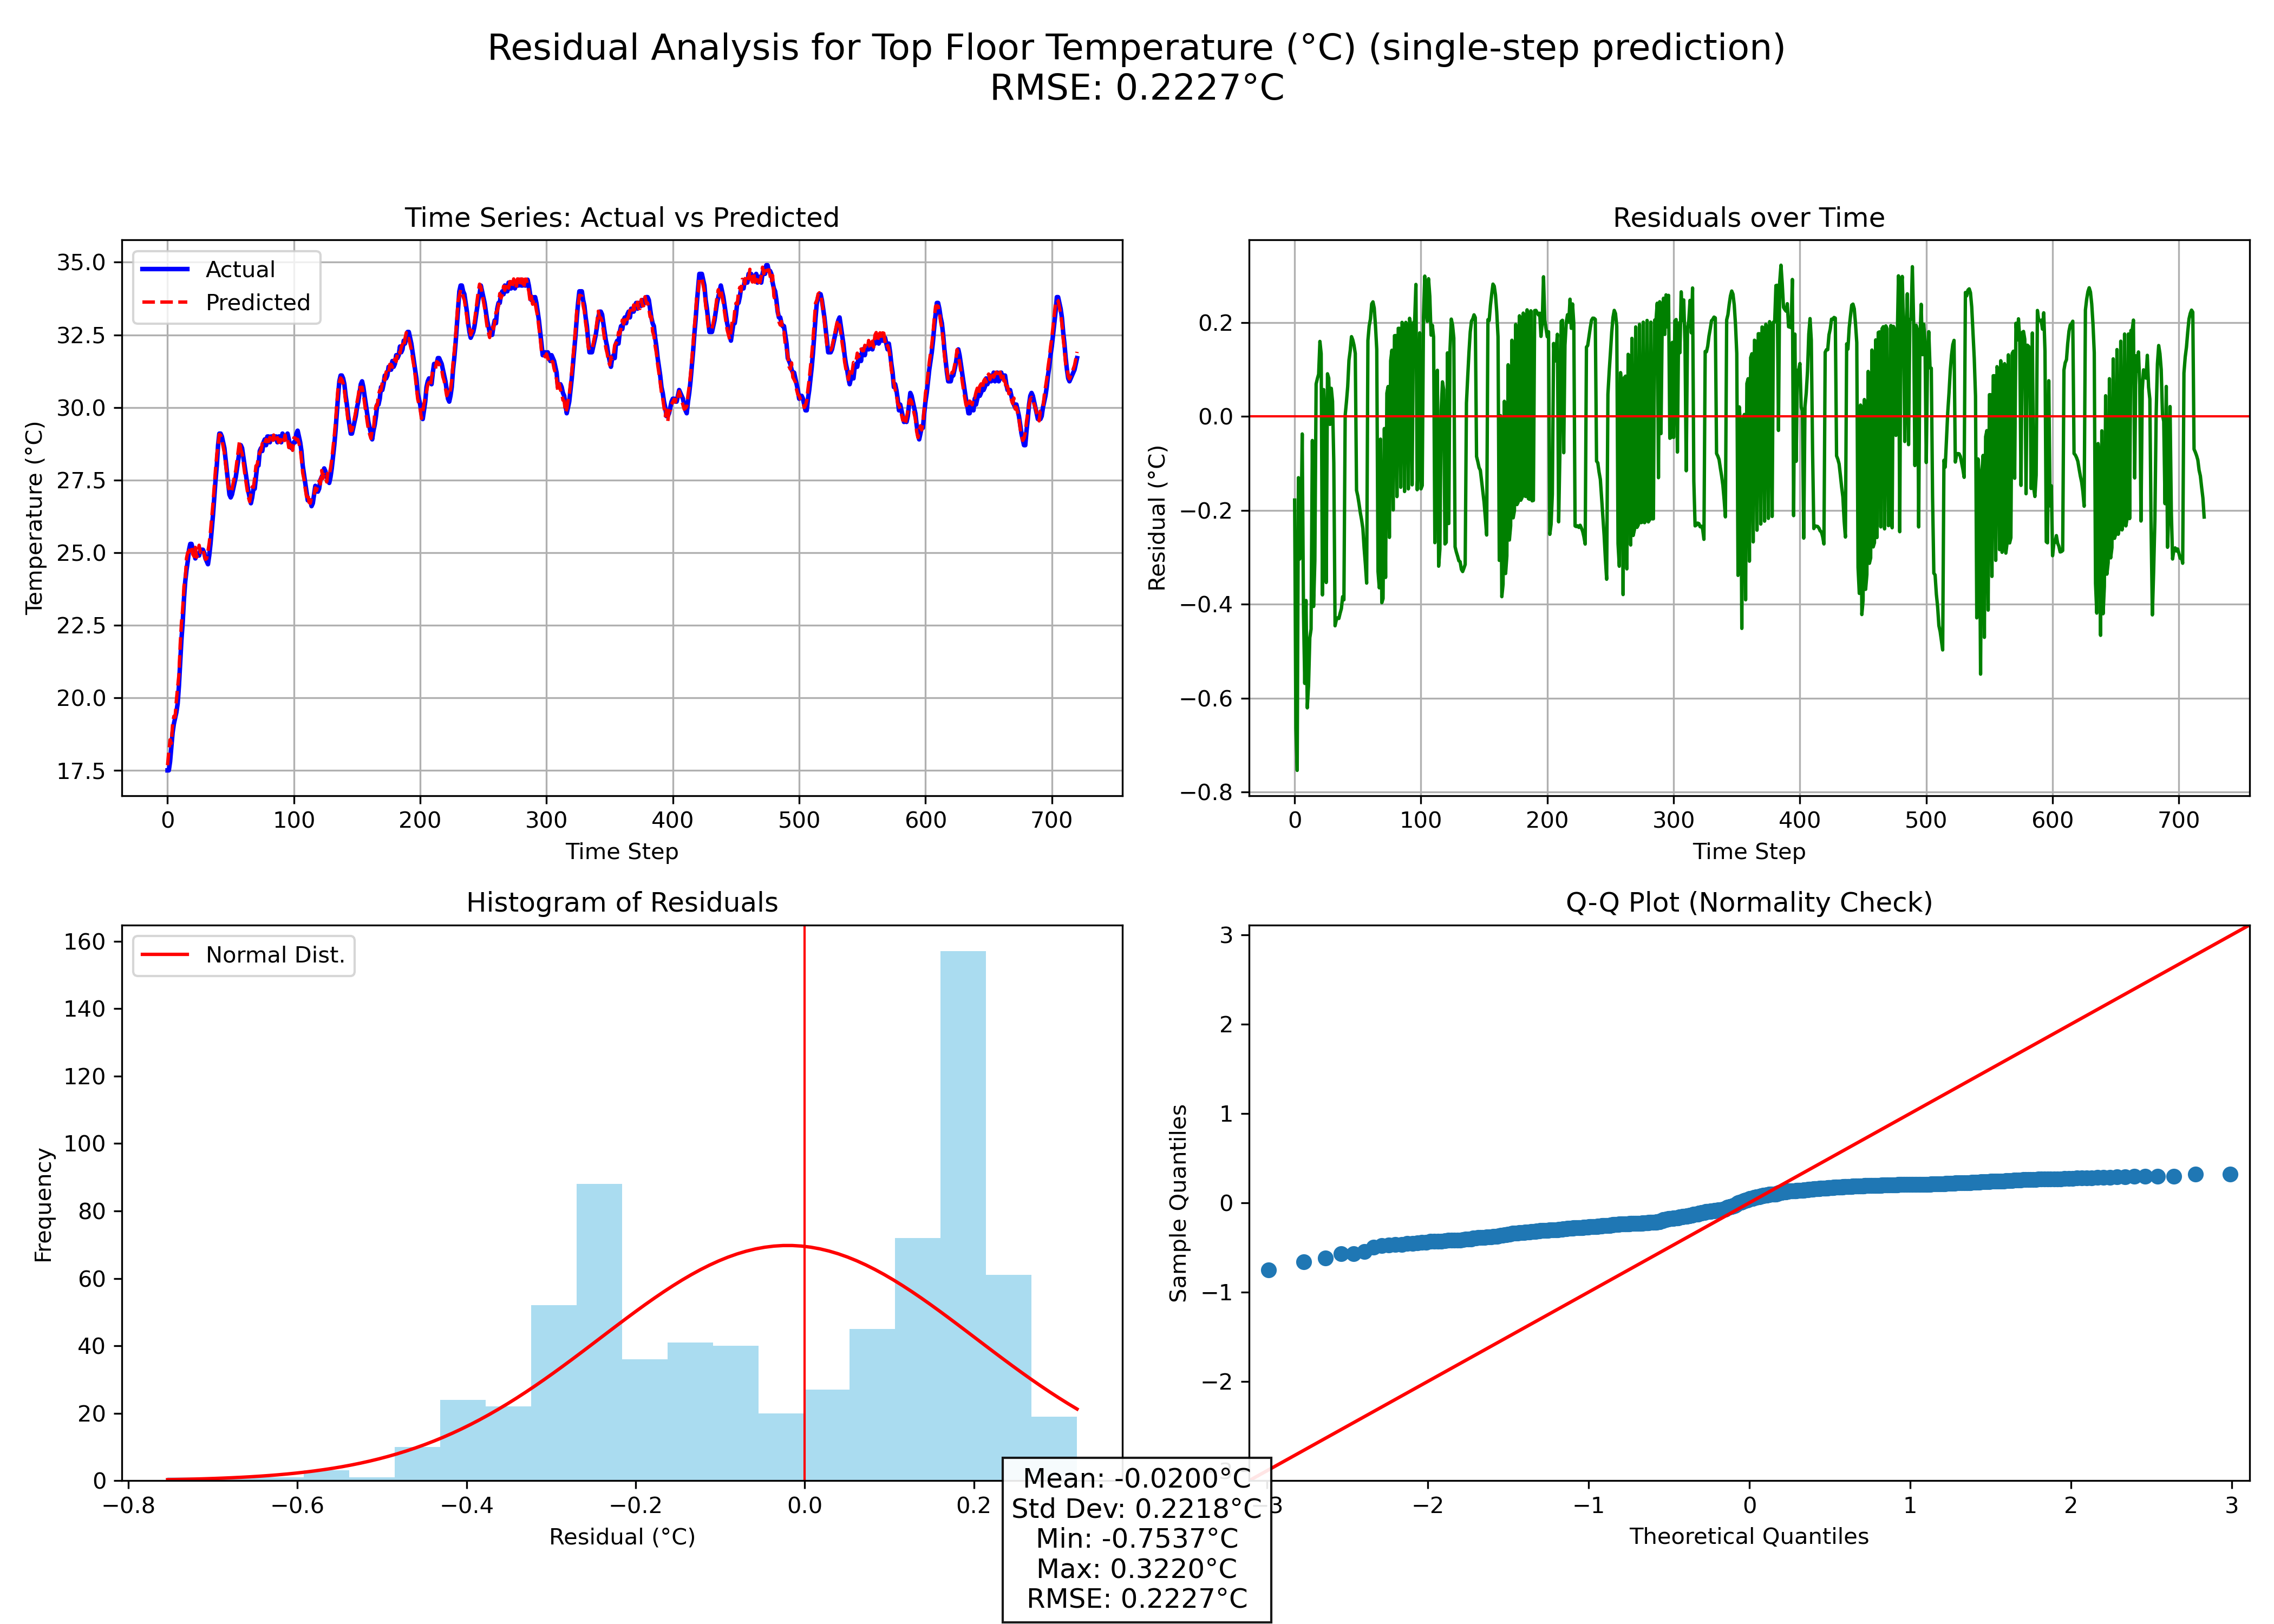 Residual Analysis for Top Floor Temperature (°C) (single-step prediction)
RMSE: 0.2227°C
Time Series: Actual vs Predicted
Actual
Predicted
35.0
32.5
30.0
27.5
25.0
22.5
20.0
17.5
Temperature (°C)
0 100 200 300 400 500 600 700
Time Step
Residuals over Time
0.2
0.0
−0.2
−0.4
−0.6
−0.8
Residual (°C)
0 100 200 300 400 500 600 700
Time Step
Histogram of Residuals
Normal Dist.
160
140
120
100
80
60
40
20
0
Frequency
−0.8 −0.6 −0.4 −0.2 0.0 0.2
Residual (°C)
Q-Q Plot (Normality Check)
3
2
1
0
−1
−2
Sample Quantiles
3 −2 −1 0 1 2 3
Theoretical Quantiles
Mean: -0.0200°C
Std Dev: 0.2218°C
Min: -0.7537°C
Max: 0.3220°C
RMSE: 0.2227°C